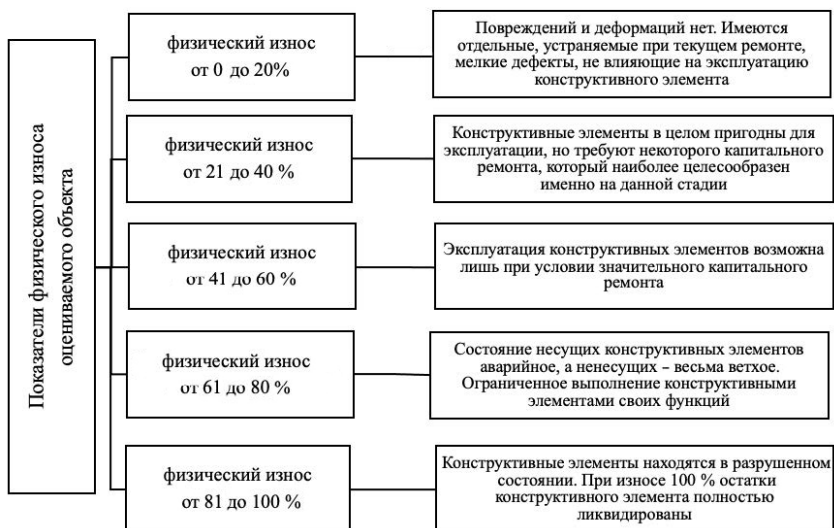 Показатели физического износа
оцениваемого объекта
физический износ
от 0 до 20%
Повреждений и деформаций нет. Имеются
отдельные, устраняемые при текущем ремонте,
мелкие дефекты, не влияющие на эксплуатацию
конструктивного элемента
физический износ
от 21 до 40 %
Конструктивные элементы в целом пригодны для
эксплуатации, но требуют некоторого капитального
ремонта, который наиболее целесообразен
именно на данной стадии
физический износ
от 41 до 60 %
Эксплуатация конструктивных элементов возможна
лишь при условии значительного капитального
ремонта
физический износ
от 61 до 80 %
Состояние несущих конструктивных элементов
аварийное, а ненесущих – весьма ветхое.
Ограниченное выполнение конструктивными
элементами своих функций
физический износ
от 81 до 100 %
Конструктивные элементы находятся в разрушенном
состоянии. При износе 100 % остатки
конструктивного элемента полностью
ликвидированы